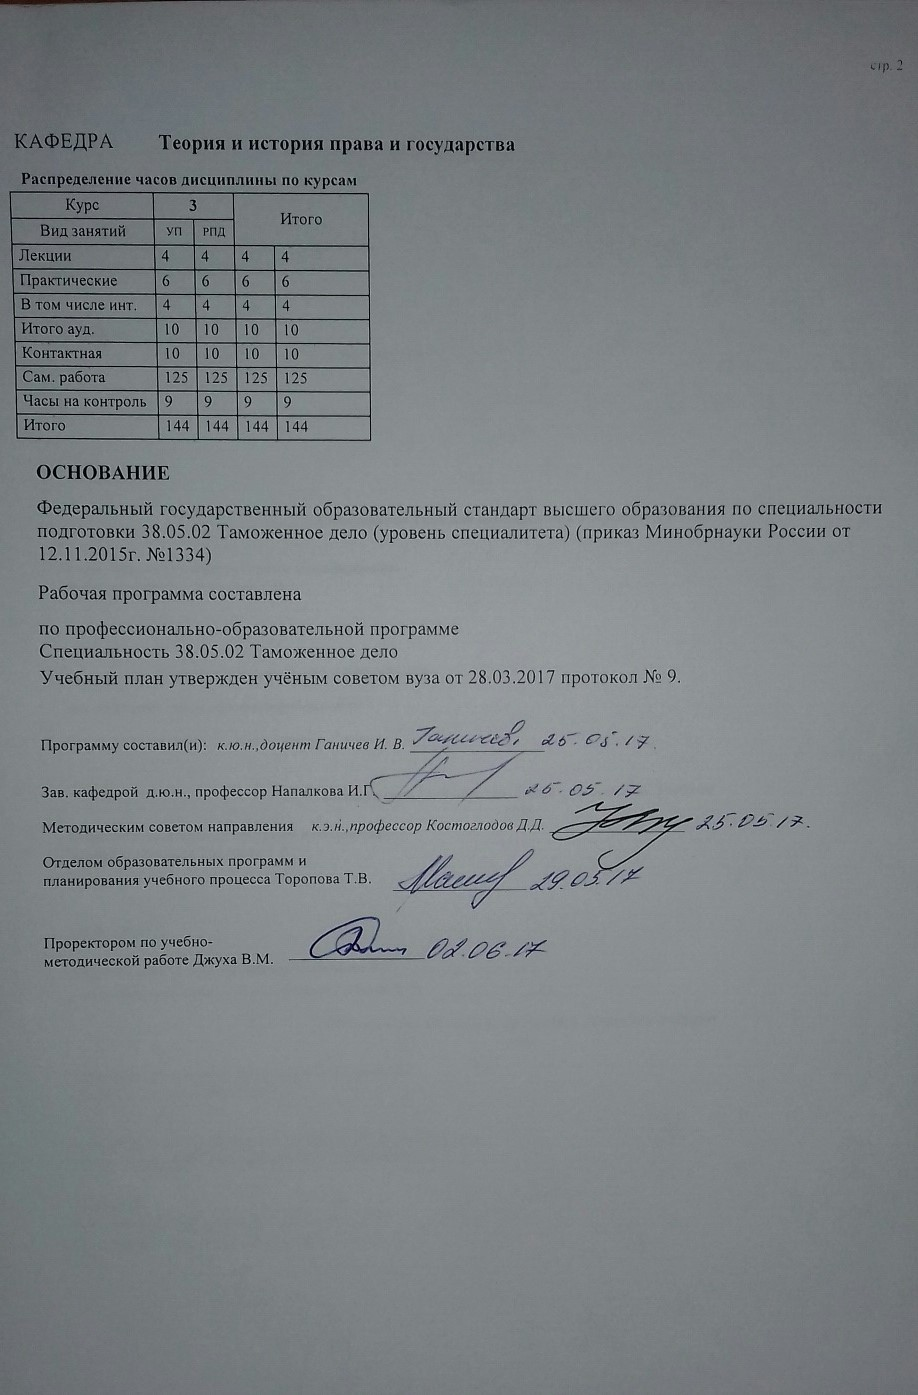 стр. 2
КАФЕДРА Теория и история права и государства
Распределение часов дисциплины по курсам
Курс 3 Итого
Вид занятий УП РПД
Лекции 4 4 4 4
Практические 6 6 6 6
В том числе инт. 4 4 4 4
Итого ауд. 10 10 10 10
Контактная 10 10 10 10
Сам. работа 125 125 125 125
Часы на контроль 9 9 9 9
Итого 144 144 144 144
ОСНОВАНИЕ
Федеральный государственный образовательный стандарт высшего образования по специальности
подготовки 38.05.02 Таможенное дело (уровень специалитета) (приказ Минобрнауки России от
12.11.2015г. №1334)
Рабочая программа составлена
по профессионально-образовательной программе
Специальность 38.05.02 Таможенное дело
Учебный план утвержден учёным советом вуза от 28.03.2017 протокол № 9.
Программу составил(и): к.ю.н.,доцент Ганичев И. В. Ганичев 25.05.17.
Зав. кафедрой д.ю.н., профессор Напалкова И.Г. 25.05.17
Методическим советом направления к.э.н.,профессор Костоглодов Д.Д. 25.05.17.
Отделом образовательных программ и
планирования учебного процесса Торопова Т.В. 29.05.17
Проректором по учебно-
методической работе Джуха В.М. 02.06.17